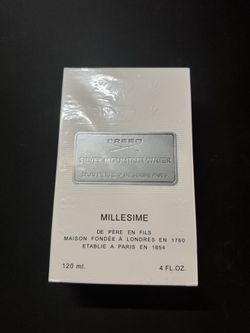 CREED
SILVER MOUNTAIN WATER
MILLESIME
DE PÈRE EN FILS
MAISON FONDÉE À LONDRES EN 1760
ETABLIE A PARIS EN 1854
120 ml.
4 FL.OZ.